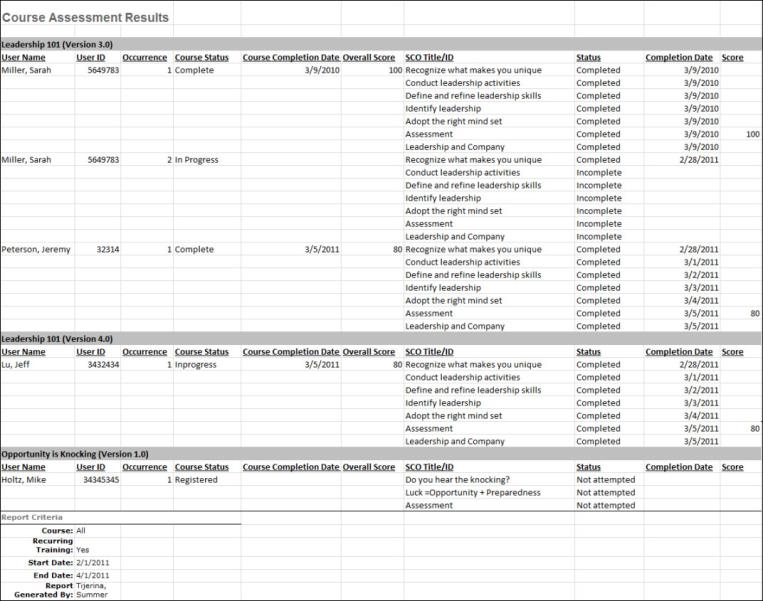 Course Assessment Results
Leadership 101 (Version 3.0)
User Name User ID Occurrence Course Status Course Completion Date Overall Score SCO Title/ID Status Completion Date Score
Miller, Sarah 5649783 1 Complete 3/9/2010 100 Recognize what makes you unique Completed 3/9/2010
Conduct leadership activities Completed 3/9/2010
Define and refine leadership skills Completed 3/9/2010
Identify leadership Completed 3/9/2010
Adopt the right mind set Completed 3/9/2010
Assessment Completed 3/9/2010 100
Leadership and Company Completed 3/9/2010
Miller, Sarah 5649783 2 In Progress Recognize what makes you unique Completed 2/28/2011
Conduct leadership activities Incomplete
Define and refine leadership skills Incomplete
Identify leadership Incomplete
Adopt the right mind set Incomplete
Assessment Incomplete
Leadership and Company Incomplete
Peterson, Jeremy 32314 1 Complete 3/5/2011 80 Recognize what makes you unique Completed 2/28/2011
Conduct leadership activities Completed 3/1/2011
Define and refine leadership skills Completed 3/2/2011
Identify leadership Completed 3/3/2011
Adopt the right mind set Completed 3/4/2011
Assessment Completed 3/5/2011 80
Leadership and Company Completed 3/5/2011
Leadership 101 (Version 4.0)
User Name User ID Occurrence Course Status Course Completion Date Overall Score SCO Title/ID Status Completion Date Score
Lu, Jeff 3432434 1 Inprogress 3/5/2011 80 Recognize what makes you unique Completed 2/28/2011
Conduct leadership activities Completed 3/1/2011
Define and refine leadership skills Completed 3/2/2011
Identify leadership Completed 3/3/2011
Adopt the right mind set Completed 3/4/2011
Assessment Completed 3/5/2011 80
Leadership and Company Completed 3/5/2011
Opportunity is Knocking (Version 1.0)
User Name User ID Occurrence Course Status Course Completion Date Overall Score SCO Title/ID Status Completion Date Score
Holtz, Mike 34345345 1 Registered Do you hear the knocking? Not attempted
Luck =Opportunity + Preparedness Not attempted
Assessment Not attempted
Report Criteria
Course: All
Recurring
Training: Yes
Start Date: 2/1/2011
End Date: 4/1/2011
Report Tijerina,
Generated By: Summer